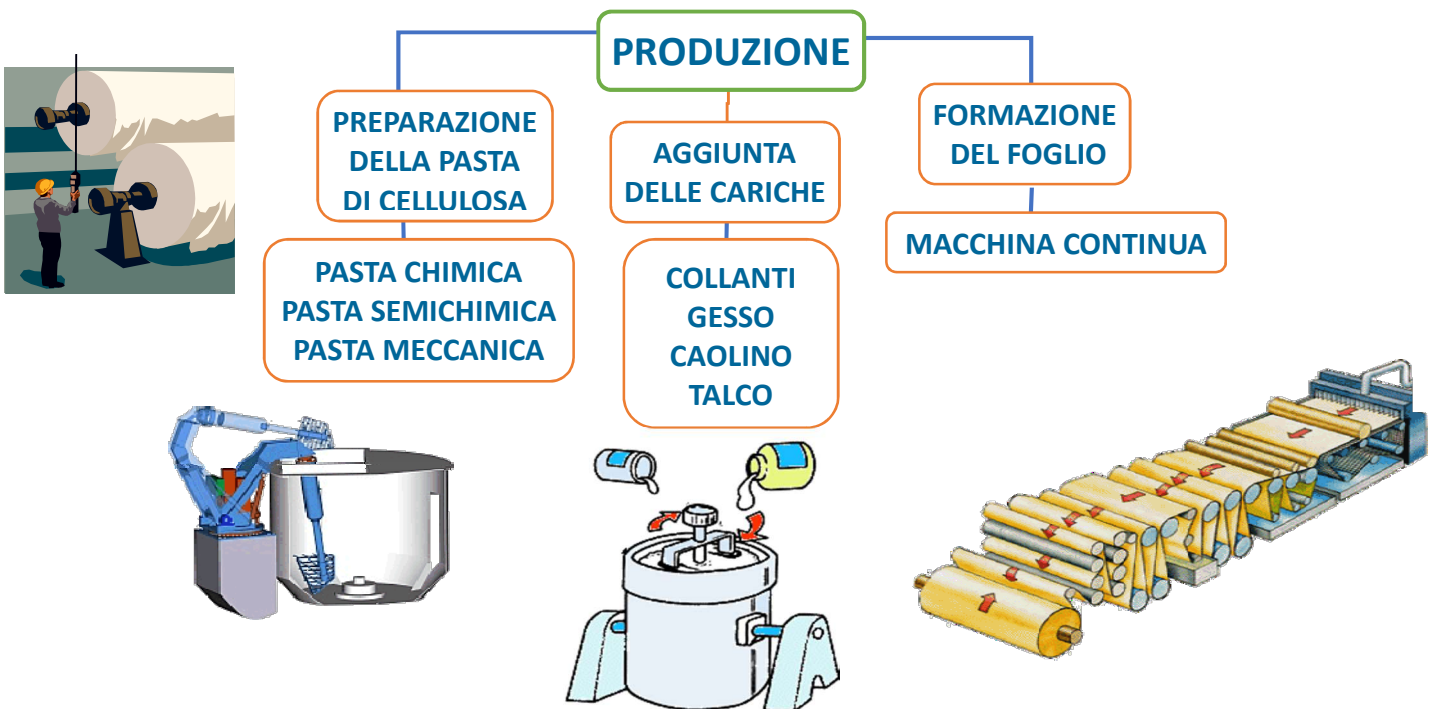 PRODUZIONE
PREPARAZIONE
DELLA PASTA
DI CELLULOSA
PASTA CHIMICA
PASTA SEMICHIMICA
PASTA MECCANICA
AGGIUNTA
DELLE CARICHE
COLLANTI
GESSO
CAOLINO
TALCO
FORMAZIONE
DEL FOGLIO
MACCHINA CONTINUA